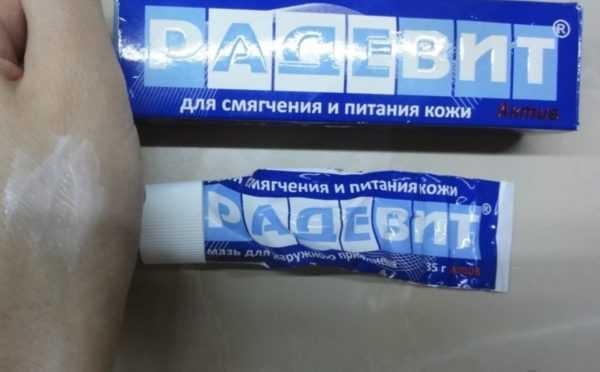 РАДЕВИТ®
для смягчения и питания кожи Актив
смягчения и питания кожи
РАДЕВИТ®
мазь для наружного применения 35 г Актив